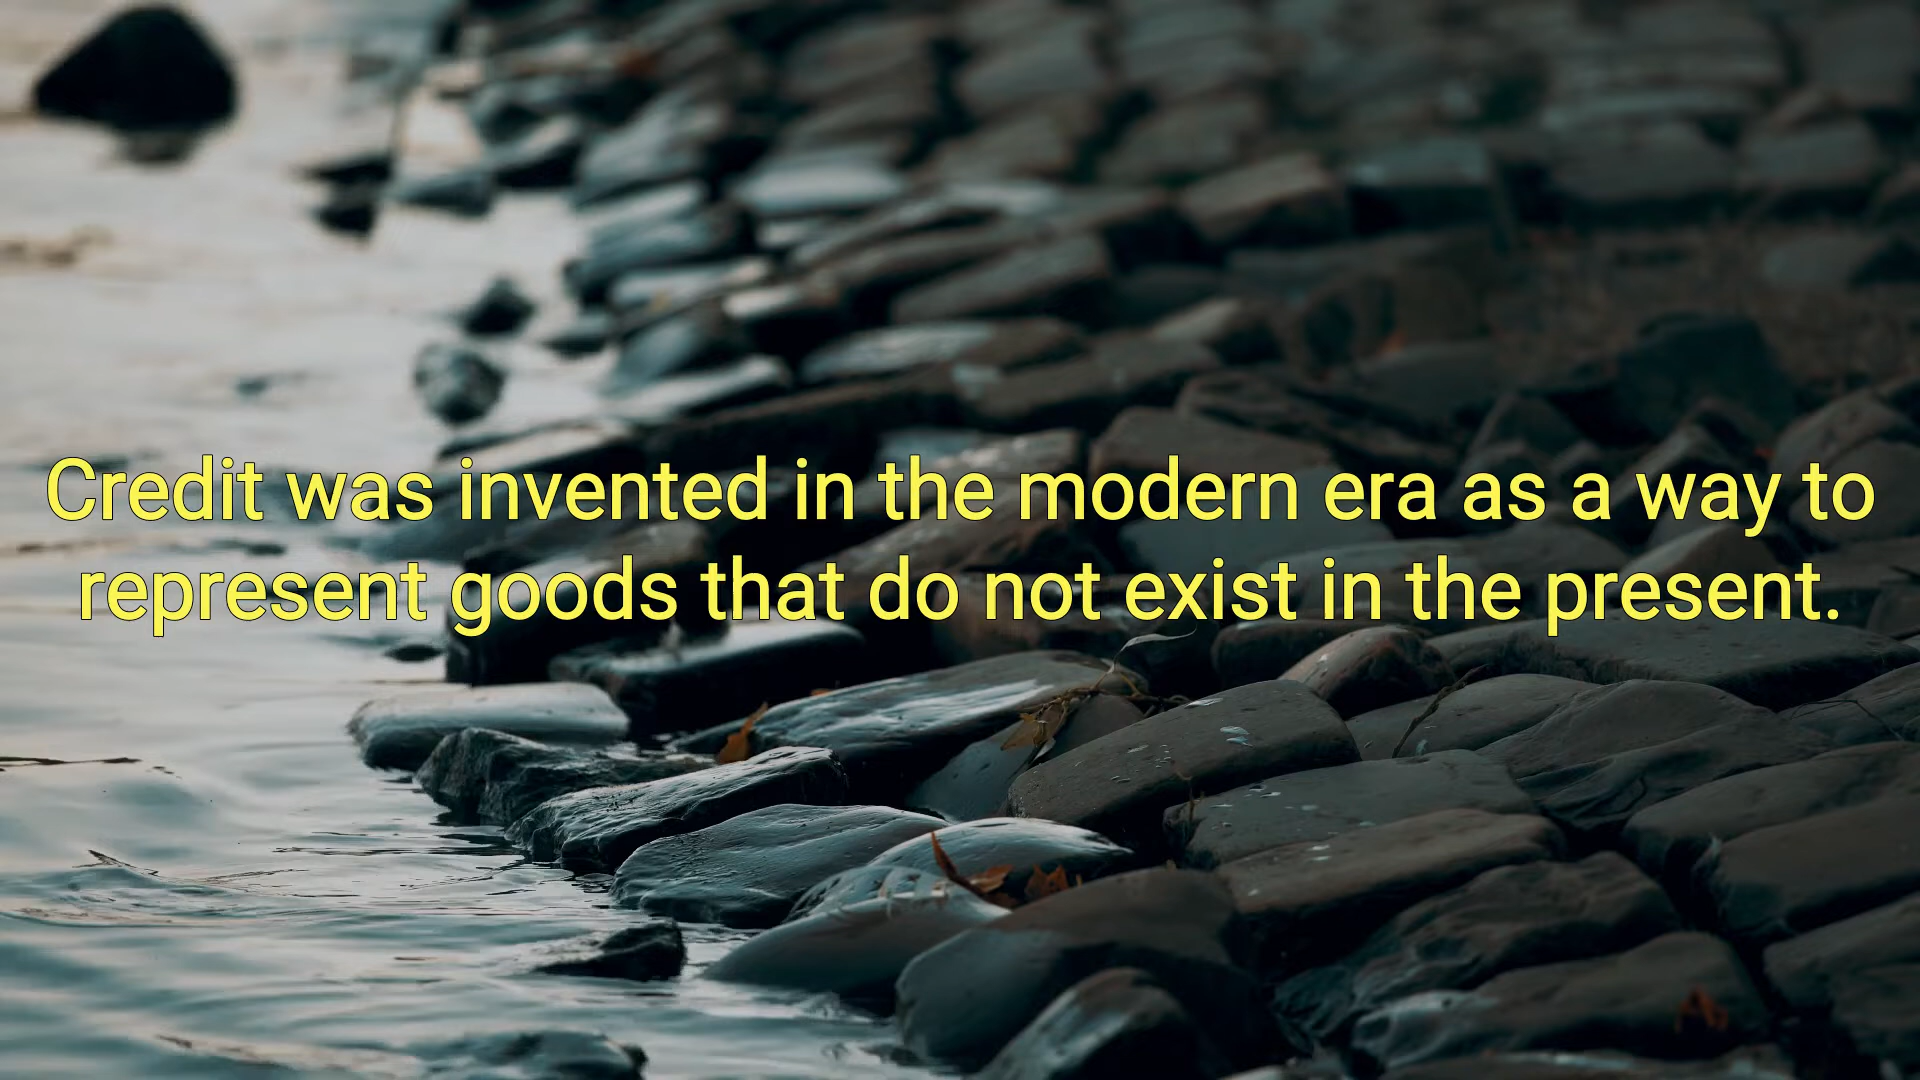 Credit was invented in the modern era as a way to
represent goods that do not exist in the present.